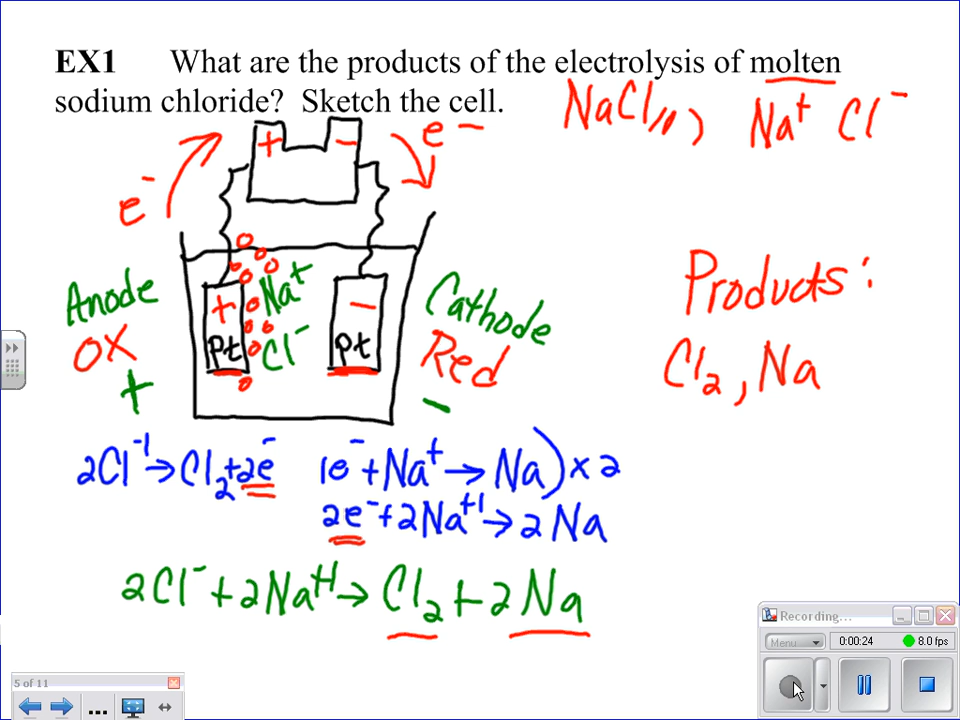 EX1 What are the products of the electrolysis of molten
sodium chloride? Sketch the cell.
NaCl(l) Na⁺ Cl⁻
e⁻
e⁻
+ −
Anode
OX
+
+
Pt
Na⁺
Cl⁻
−
Pt
Cathode
Red
−
Products:
Cl₂, Na
2Cl⁻¹→Cl₂+2e⁻ 1e⁻+Na⁺→Na)×2
2e⁻+2Na⁺¹→2Na
2Cl⁻+2Na⁺¹→Cl₂+2Na
Recording...
Menu 0:00:24 8.0 fps
5 of 11
...